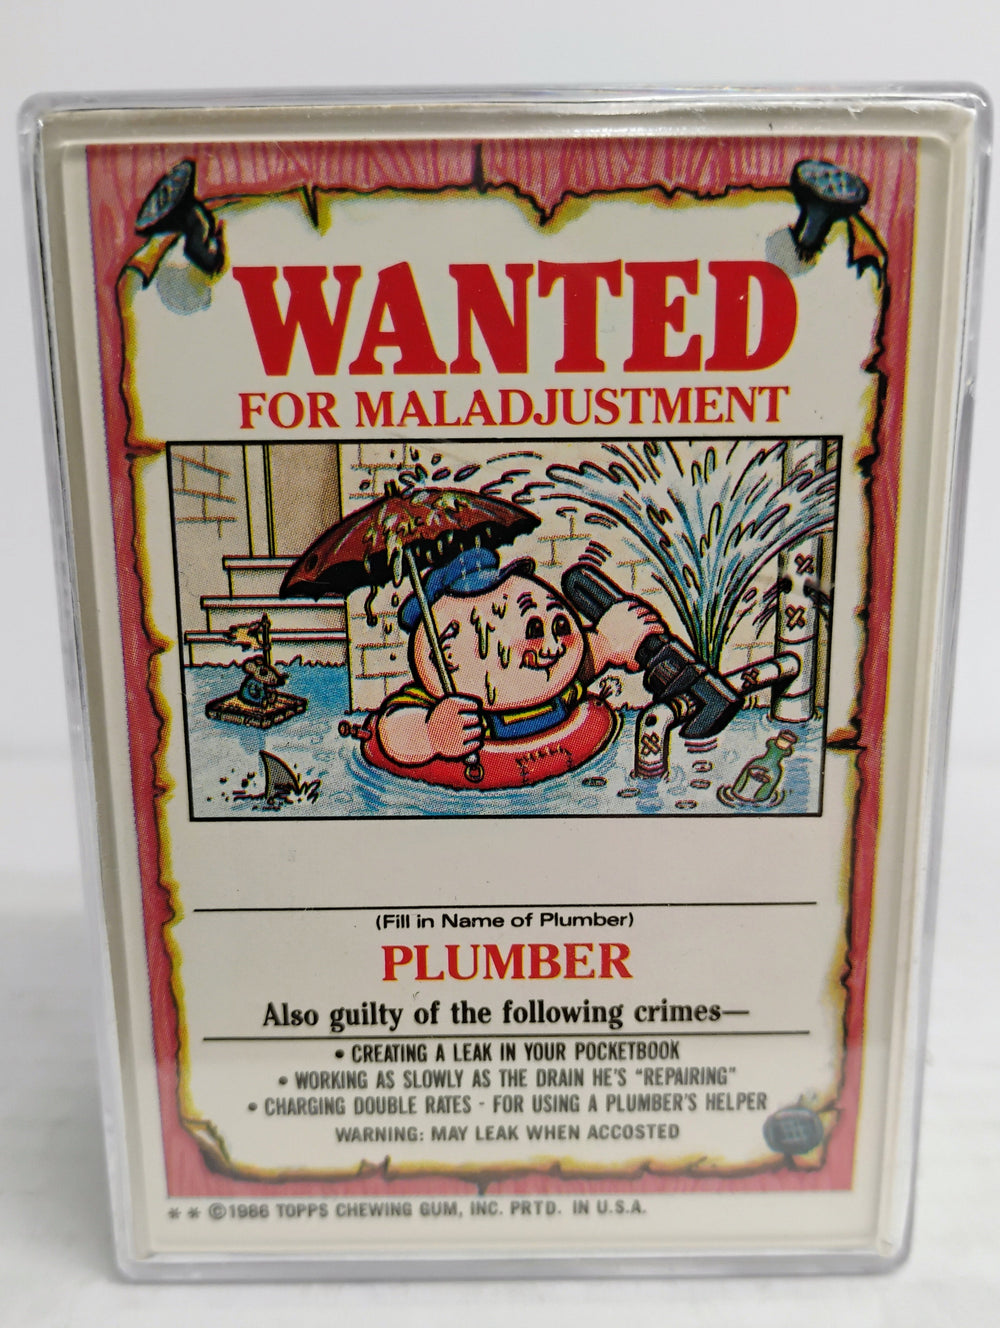 WANTED
FOR MALADJUSTMENT
(Fill in Name of Plumber)
PLUMBER
Also guilty of the following crimes—
• CREATING A LEAK IN YOUR POCKETBOOK
• WORKING AS SLOWLY AS THE DRAIN HE'S "REPAIRING"
• CHARGING DOUBLE RATES - FOR USING A PLUMBER'S HELPER
WARNING: MAY LEAK WHEN ACCOSTED
* * ©1986 TOPPS CHEWING GUM, INC. PRTD. IN U.S.A.